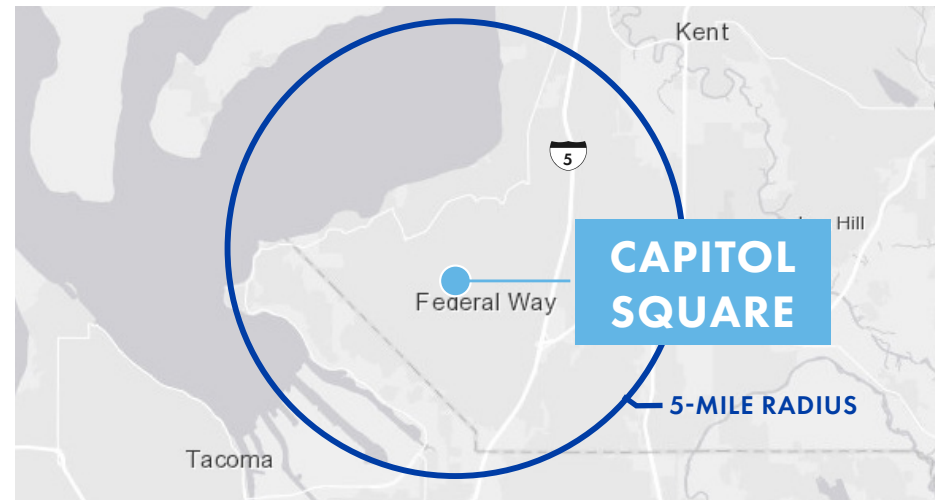 Kent
5
Hill
CAPITOL
SQUARE
Federal Way
5-MILE RADIUS
Tacoma